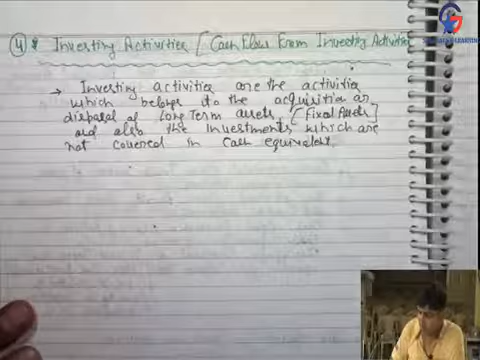 4) Investing Activities [Cash Flow From Investing Activities
→ Investing activities are the activities
which belongs to the acquisition or
disposal of Long Term assets, [Fixed Assets]
and also the Investments which are
not covered in Cash equivalent.